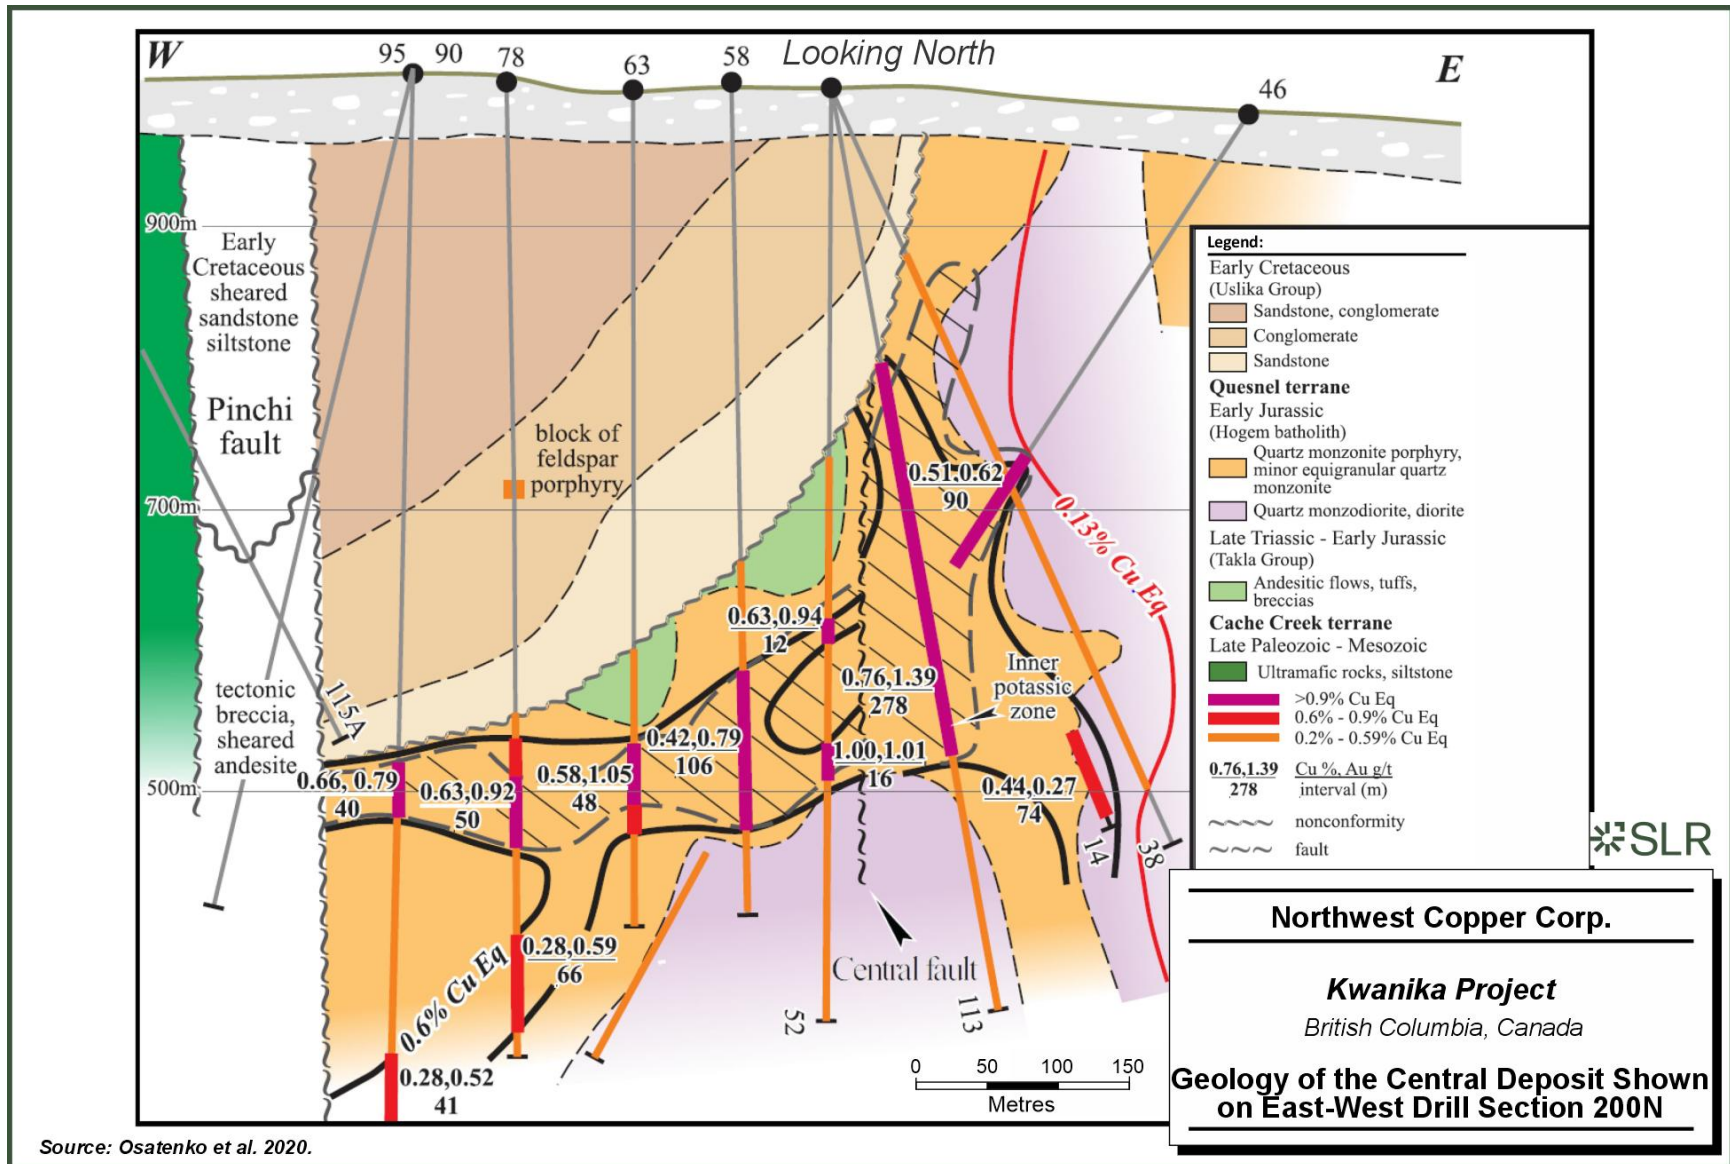 W
95
90
78
63
58
Looking North
46
E
900m
700m
500m
Early
Cretaceous
sheared
sandstone
siltstone
Pinchi
fault
block of
feldspar
porphyry
tectonic
breccia,
sheared
andesite
115A
0.66, 0.79
40
0.63,0.92
50
0.58,1.05
48
0.42,0.79
106
0.63,0.94
12
0.76,1.39
278
1.00,1.01
16
0.51,0.62
90
0.44,0.27
74
0.28,0.59
66
0.28,0.52
41
0.6% Cu Eq
0.13% Cu Eq
Inner
potassic
zone
Central fault
52
113
14
38
0 50 100 150
Metres
Legend:
Early Cretaceous
(Uslika Group)
Sandstone, conglomerate
Conglomerate
Sandstone
Quesnel terrane
Early Jurassic
(Hogem batholith)
Quartz monzonite porphyry,
minor equigranular quartz
monzonite
Quartz monzodiorite, diorite
Late Triassic - Early Jurassic
(Takla Group)
Andesitic flows, tuffs,
breccias
Cache Creek terrane
Late Paleozoic - Mesozoic
Ultramafic rocks, siltstone
>0.9% Cu Eq
0.6% - 0.9% Cu Eq
0.2% - 0.59% Cu Eq
0.76,1.39 Cu %, Au g/t
278 interval (m)
nonconformity
fault
SLR
Northwest Copper Corp.
Kwanika Project
British Columbia, Canada
Geology of the Central Deposit Shown
on East-West Drill Section 200N
Source: Osatenko et al. 2020.